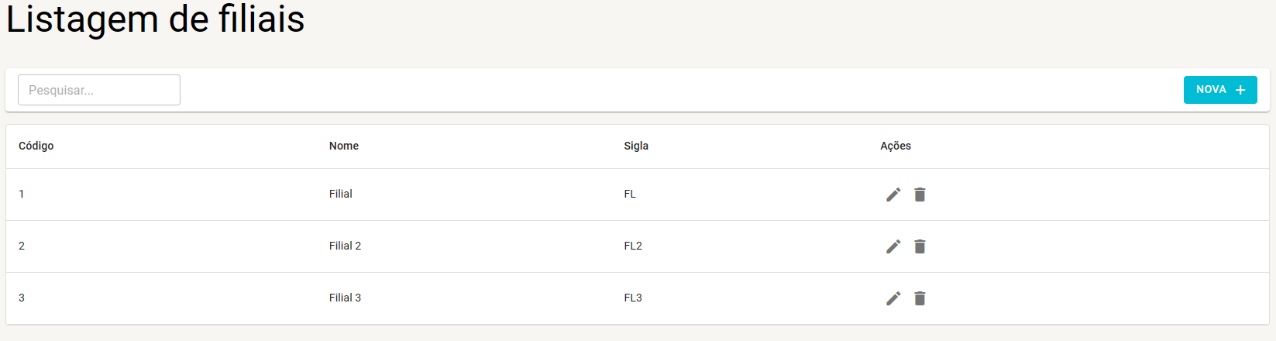 Listagem de filiais
Pesquisar...
NOVA +
Código Nome Sigla Ações
1 Filial FL
2 Filial 2 FL2
3 Filial 3 FL3